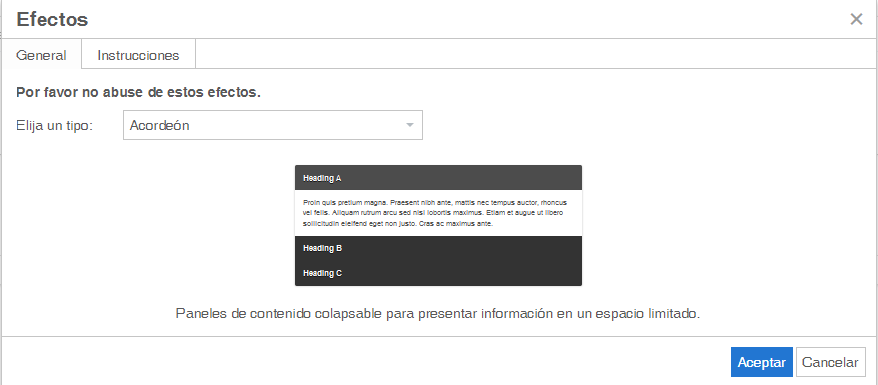 Efectos
General
Instrucciones
Por favor no abuse de estos efectos.
Elija un tipo:
Acordeón
Heading A
Proin quis pretium magna. Praesent nibh ante, mattis nec tempus auctor, rhoncus
vel felis. Aliquam rutrum arcu sed nisl lobortis maximus. Etiam et augue ut libero
sollicitudin eleifend eget non justo. Cras ac maximus ante.
Heading B
Heading C
Paneles de contenido colapsable para presentar información en un espacio limitado.
Aceptar
Cancelar